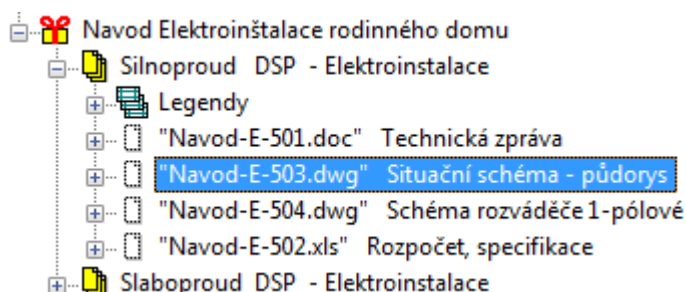 Navod Elektroinštalace rodinného domu
Silnoproud DSP - Elektroinstalace
Legendy
"Navod-E-501.doc" Technická zpráva
"Navod-E-503.dwg" Situační schéma - půdorys
"Navod-E-504.dwg" Schéma rozváděče 1-pólové
"Navod-E-502.xls" Rozpočet, specifikace
Slaboproud DSP - Elektroinstalace